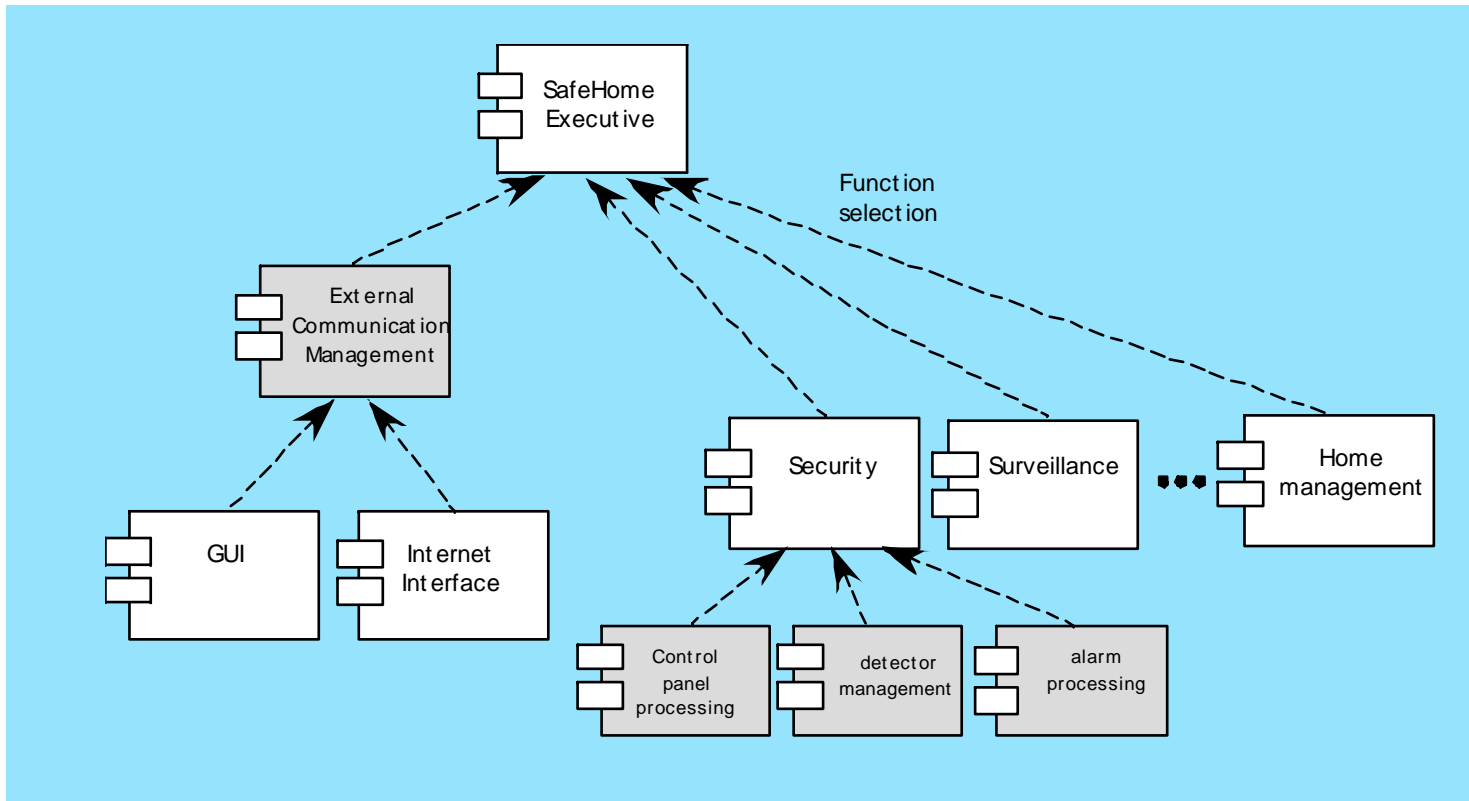 SafeHome
Executive
Function
selection
External
Communication
Management
Security
Surveillance
Home
management
GUI
Internet
Interface
Control
panel
processing
detector
management
alarm
processing